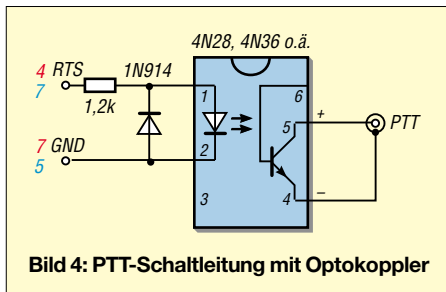 4N28, 4N36 o.ä.
4 RTS
7
1N914
1,2k
1
6
5
+
PTT
7 GND
5
2
3
4
–
Bild 4: PTT-Schaltleitung mit Optokoppler